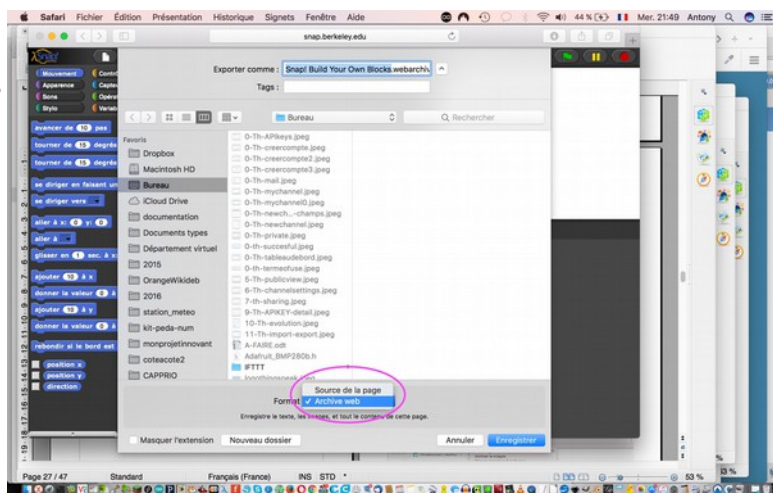 Safari Fichier Édition Présentation Historique Signets Fenêtre Aide 44 % Mer. 21:49 Antony
snap.berkeley.edu
Exporter comme : Snap! Build Your Own Blocks.webarchiv
Tags :
Mouvement
Apparence
Sons
Stylo
Bureau
Rechercher
avancer de 10 pas
tourner de 15 degrés
tourner de 15 degrés
se diriger en faisant un
se diriger vers
aller à x: 0 y: 0
aller à
glisser en 1 sec. à x:
ajouter 10 à x
donner la valeur 0 à
ajouter 10 à y
donner la valeur 0 à
rebondir si le bord est
position x
position y
direction
Favoris
Dropbox
Macintosh HD
Bureau
iCloud Drive
documentation
Documents types
Département virtuel
2015
OrangeWikideb
2016
station_meteo
kit-peda-num
monprojetinnovant
coteacote2
CAPPRIO
0-Th-APIkeys.jpeg
0-Th-creercompte.jpeg
0-Th-creercompte2.jpeg
0-Th-creercompte3.jpeg
0-Th-mail.jpeg
0-Th-mychannel.jpeg
0-Th-mychannel0.jpeg
0-Th-newch...-champs.jpeg
0-Th-newchannel.jpeg
0-Th-private.jpeg
0-th-succesful.jpeg
0-Th-tableaudebord.jpeg
0-th-termeofuse.jpeg
5-Th-publicview.jpeg
6-Th-channelsettings.jpeg
7-th-sharing.jpeg
9-Th-APIKEY-detail.jpeg
10-Th-evolution.jpeg
11-Th-import-export.jpeg
A-FAIRE.odt
Adafruit_BMP280b.h
IFTTT
Source de la page
Format ✓ Archive web
Enregistre le texte, les images, et tout le contenu de cette page.
Masquer l'extension Nouveau dossier Annuler Enregistrer
Page 27 / 47 Standard Français (France) INS STD 53 %